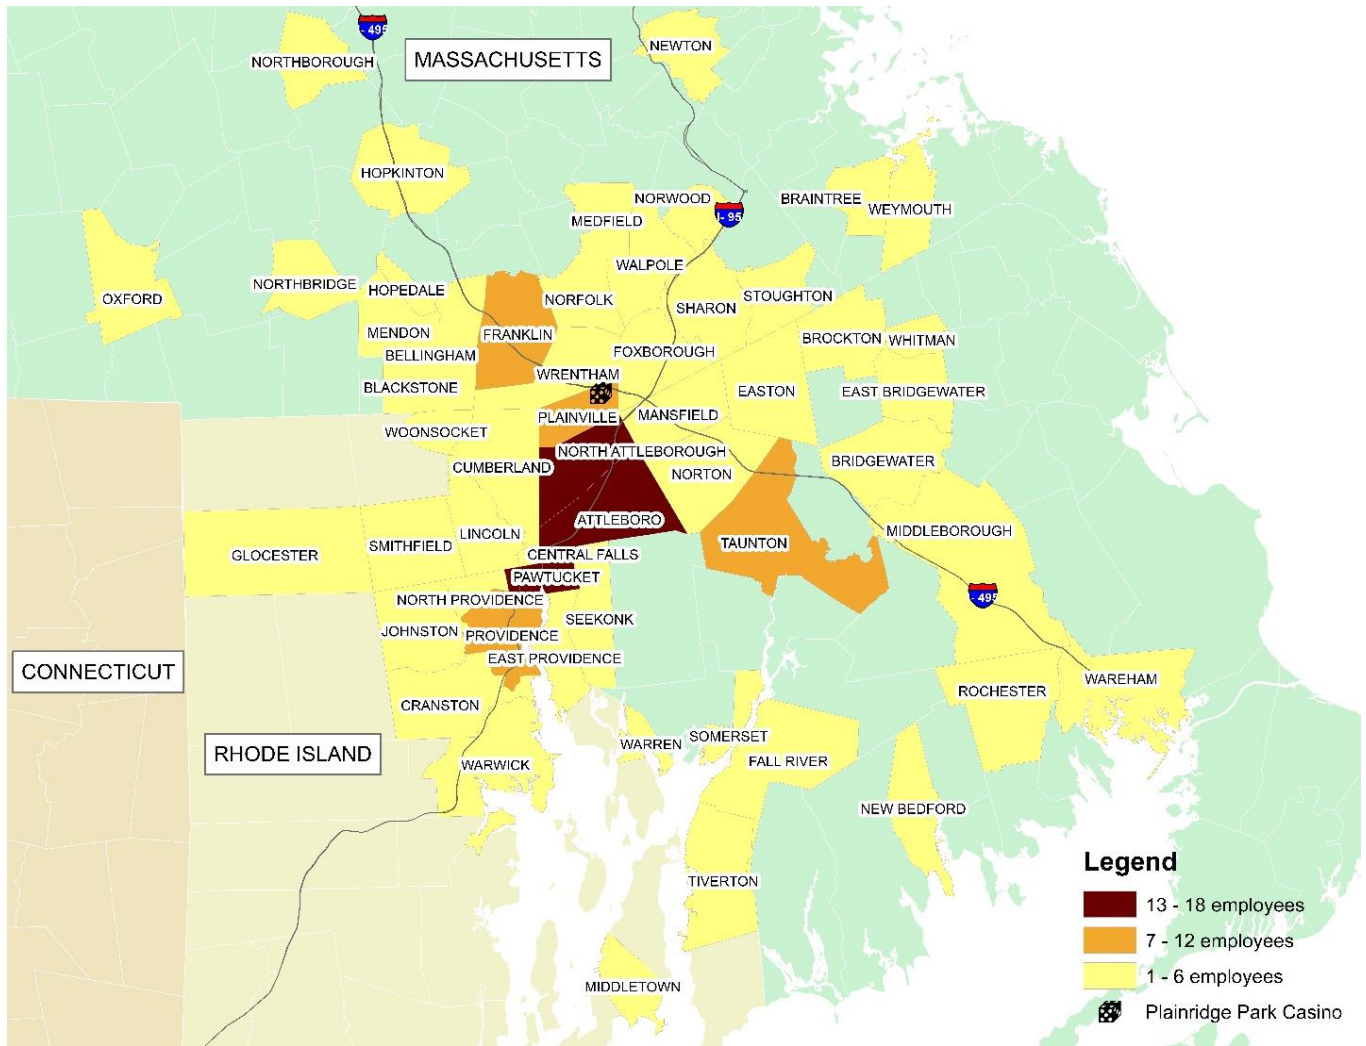 I- 495
NEWTON
NORTHBOROUGH
MASSACHUSETTS
HOPKINTON
NORWOOD
BRAINTREE
WEYMOUTH
I- 95
MEDFIELD
WALPOLE
OXFORD
NORTHBRIDGE
HOPEDALE
NORFOLK
SHARON
STOUGHTON
MENDON
FRANKLIN
BROCKTON
WHITMAN
BELLINGHAM
FOXBOROUGH
WRENTHAM
BLACKSTONE
EASTON
EAST BRIDGEWATER
PLAINVILLE
MANSFIELD
WOONSOCKET
NORTH ATTLEBOROUGH
CUMBERLAND
NORTON
BRIDGEWATER
ATTLEBORO
LINCOLN
MIDDLEBOROUGH
GLOCESTER
SMITHFIELD
TAUNTON
CENTRAL FALLS
PAWTUCKET
NORTH PROVIDENCE
I- 495
SEEKONK
JOHNSTON
PROVIDENCE
EAST PROVIDENCE
CONNECTICUT
WAREHAM
ROCHESTER
CRANSTON
SOMERSET
WARREN
RHODE ISLAND
FALL RIVER
WARWICK
NEW BEDFORD
TIVERTON
MIDDLETOWN
Legend
13 - 18 employees
7 - 12 employees
1 - 6 employees
Plainridge Park Casino